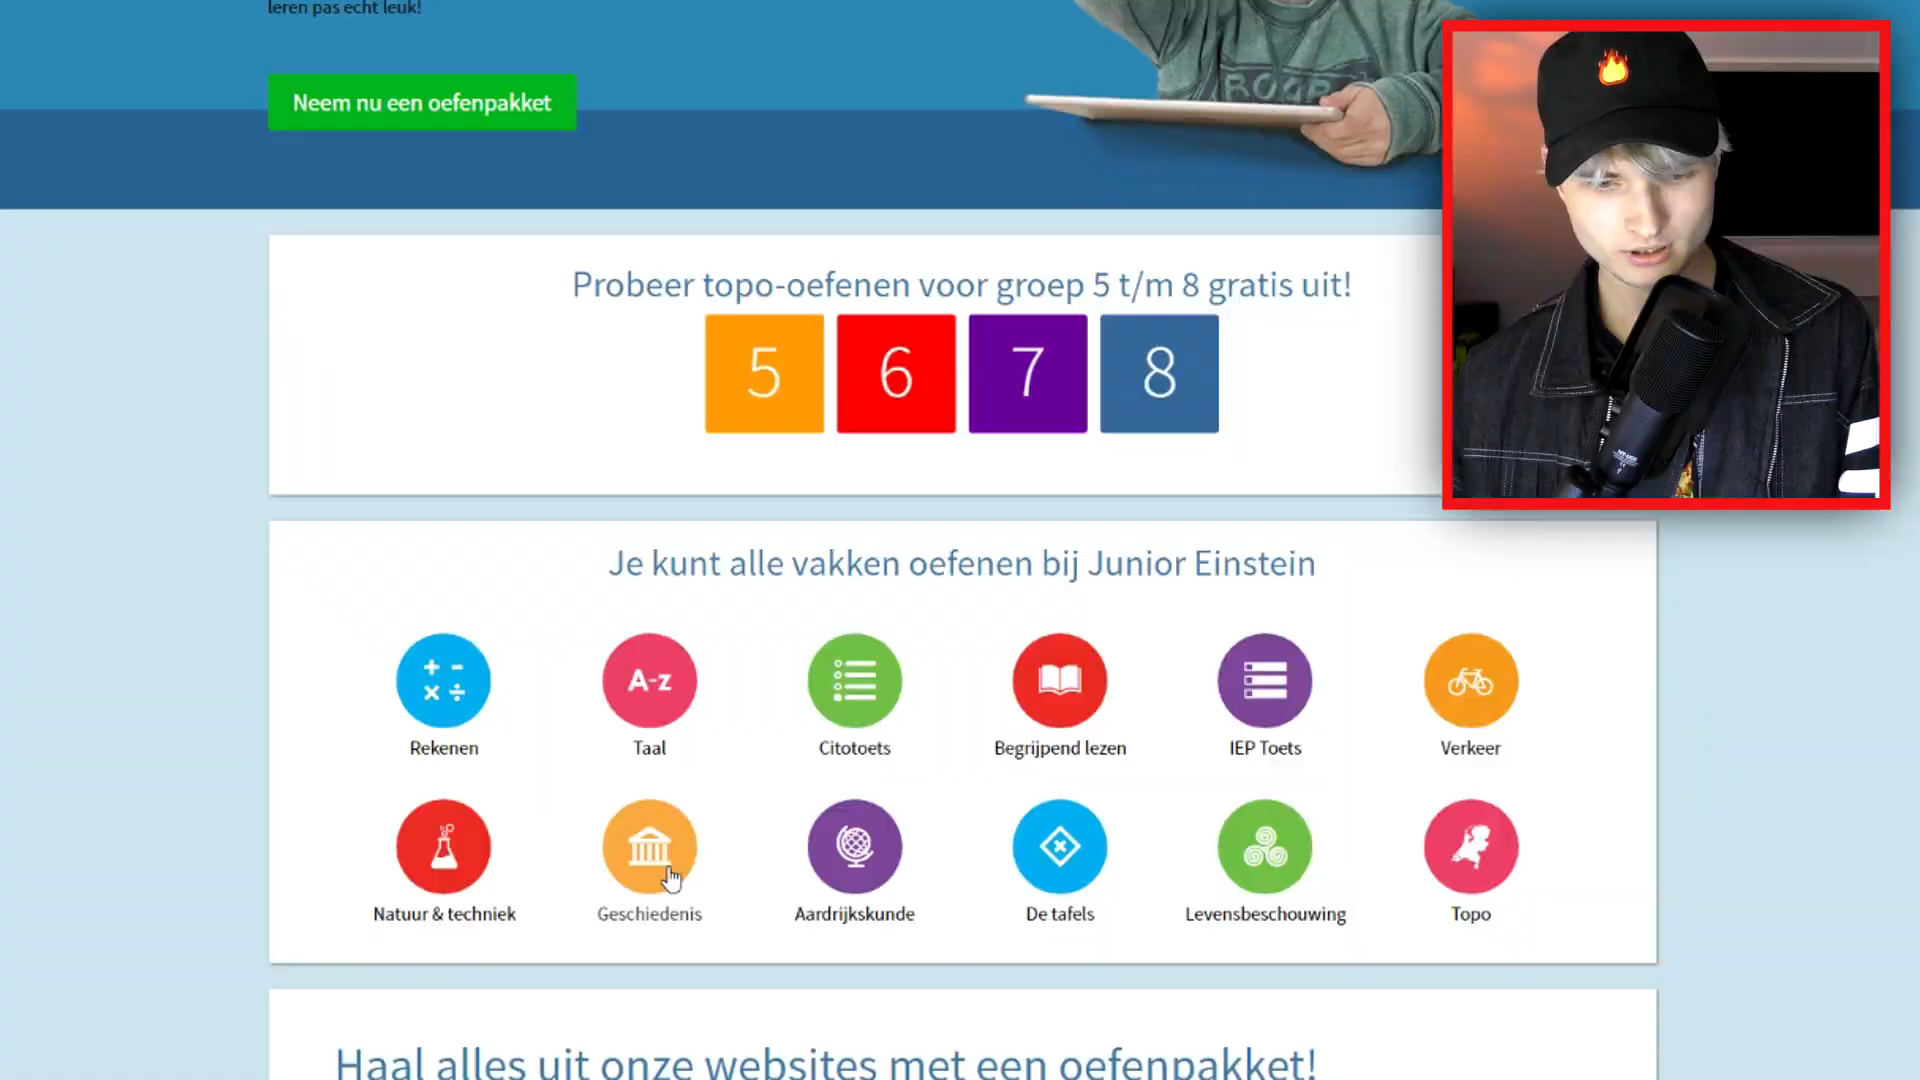 leren pas echt leuk!
Neem nu een oefenpakket
Probeer topo-oefenen voor groep 5 t/m 8 gratis uit!
5 6 7 8
Je kunt alle vakken oefenen bij Junior Einstein
A-z
Rekenen Taal Citotoets Begrijpend lezen IEP Toets Verkeer
Natuur & techniek Geschiedenis Aardrijkskunde De tafels Levensbeschouwing Topo
Haal alles uit onze websites met een oefenpakket!